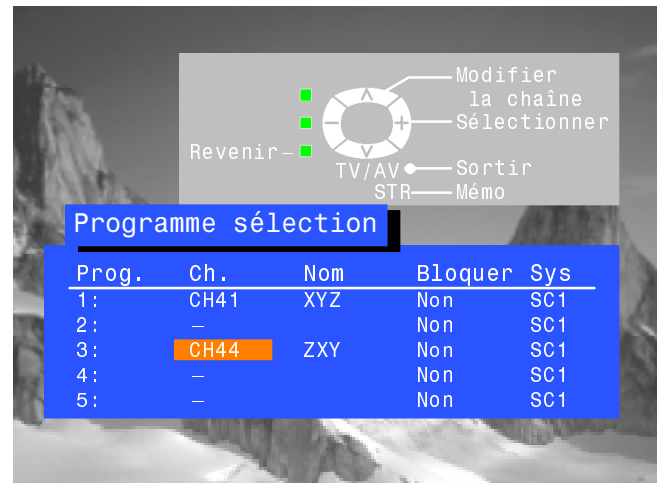 Modifier
la chaîne
Sélectionner
Revenir
TV/AV Sortir
STR Mémo
Programme sélection
Prog. Ch. Nom Bloquer Sys
1: CH41 XYZ Non SC1
2: – Non SC1
3: CH44 ZXY Non SC1
4: – Non SC1
5: – Non SC1